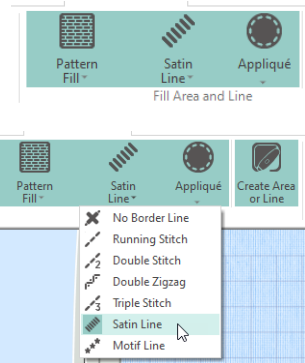 Pattern Fill
Satin Line
Appliqué
Fill Area and Line
Pattern Fill
Satin Line
Appliqué
Create Area or Line
No Border Line
Running Stitch
Double Stitch
Double Zigzag
Triple Stitch
Satin Line
Motif Line